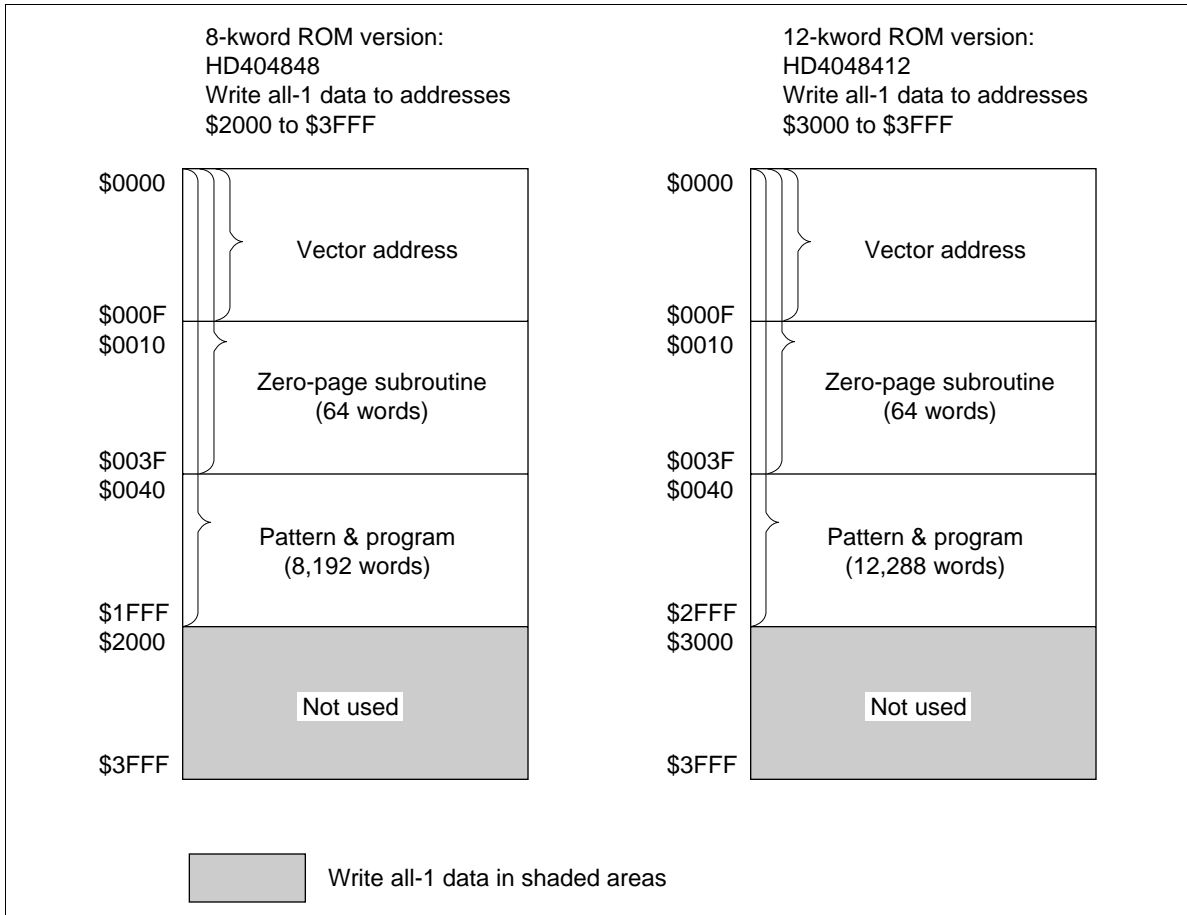 8-kword ROM version:
HD404848
Write all-1 data to addresses
$2000 to $3FFF
$0000
Vector address
$000F
$0010
Zero-page subroutine
(64 words)
$003F
$0040
Pattern & program
(8,192 words)
$1FFF
$2000
Not used
$3FFF
12-kword ROM version:
HD4048412
Write all-1 data to addresses
$3000 to $3FFF
$0000
Vector address
$000F
$0010
Zero-page subroutine
(64 words)
$003F
$0040
Pattern & program
(12,288 words)
$2FFF
$3000
Not used
$3FFF
Write all-1 data in shaded areas